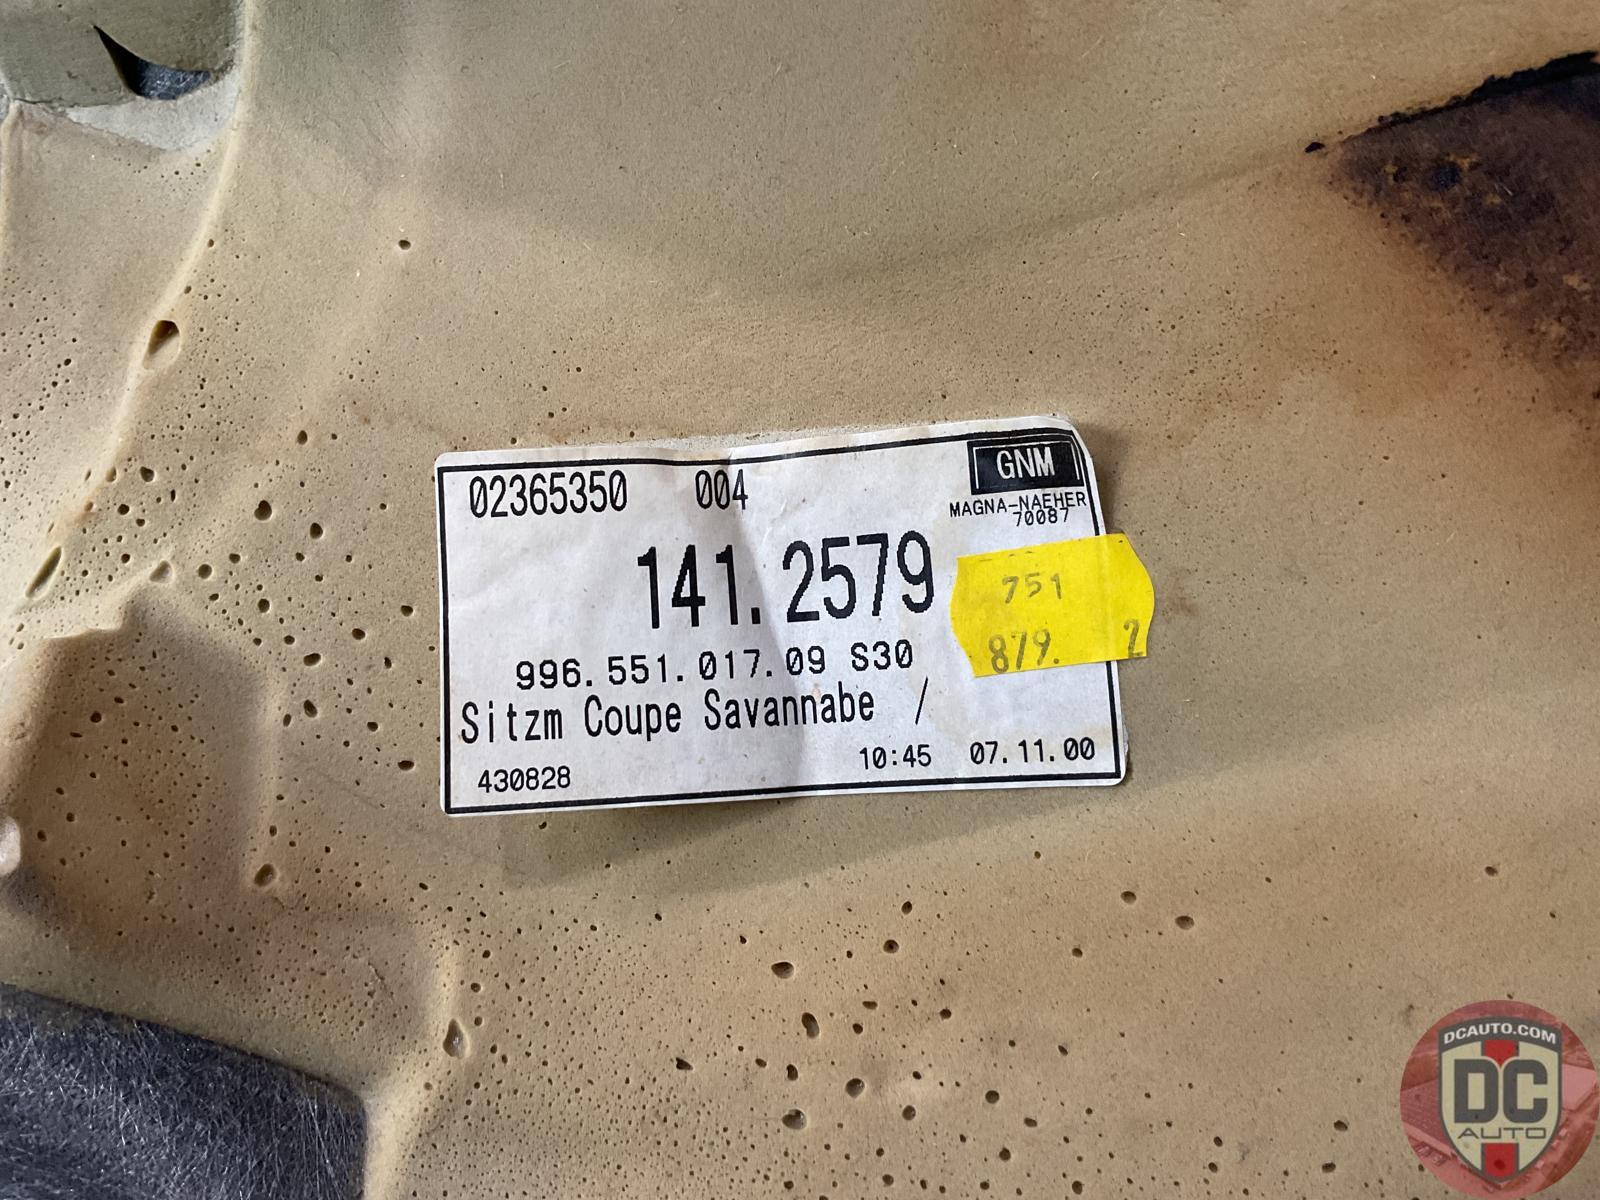 02365350 004
GNM
MAGNA-NAEHER
70087
141.2579
751
879. 2
996.551.017.09 S30
Sitzm Coupe Savannabe /
430828 10:45 07.11.00
DCAUTO.COM
DC
AUTO